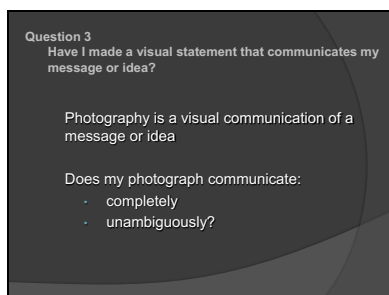 Question 3
Have I made a visual statement that communicates my
message or idea?
Photography is a visual communication of a
message or idea
Does my photograph communicate:
• completely
• unambiguously?